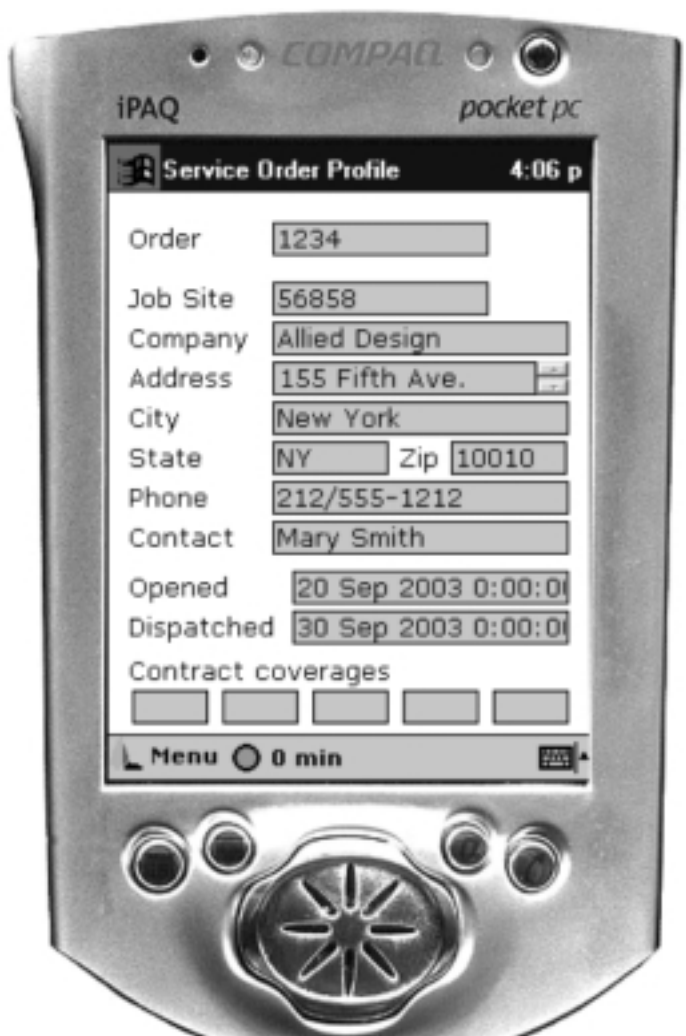 COMPAQ
iPAQ pocket pc
Service Order Profile 4:06 p
Order 1234
Job Site 56858
Company Allied Design
Address 155 Fifth Ave.
City New York
State NY Zip 10010
Phone 212/555-1212
Contact Mary Smith
Opened 20 Sep 2003 0:00:0
Dispatched 30 Sep 2003 0:00:0
Contract coverages
Menu 0 min